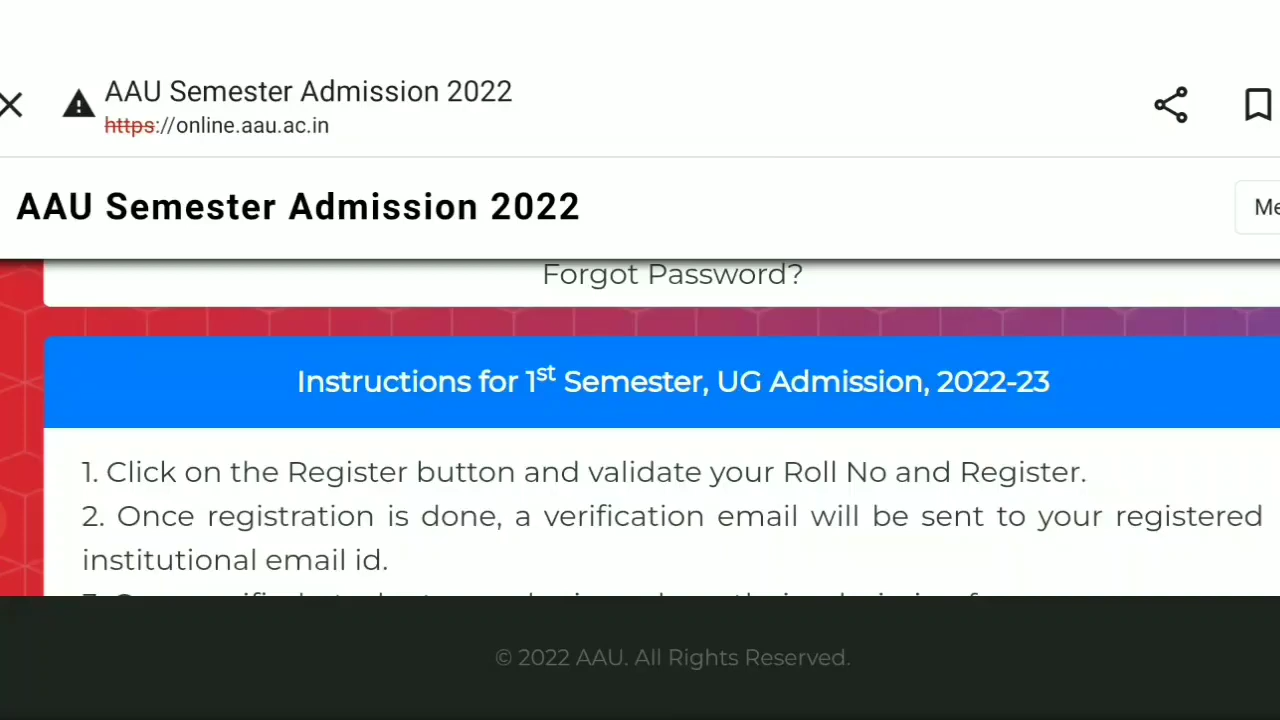 AAU Semester Admission 2022
https://online.aau.ac.in
AAU Semester Admission 2022
Forgot Password?
Instructions for 1st Semester, UG Admission, 2022-23
1. Click on the Register button and validate your Roll No and Register.
2. Once registration is done, a verification email will be sent to your registered
institutional email id.
© 2022 AAU. All Rights Reserved.